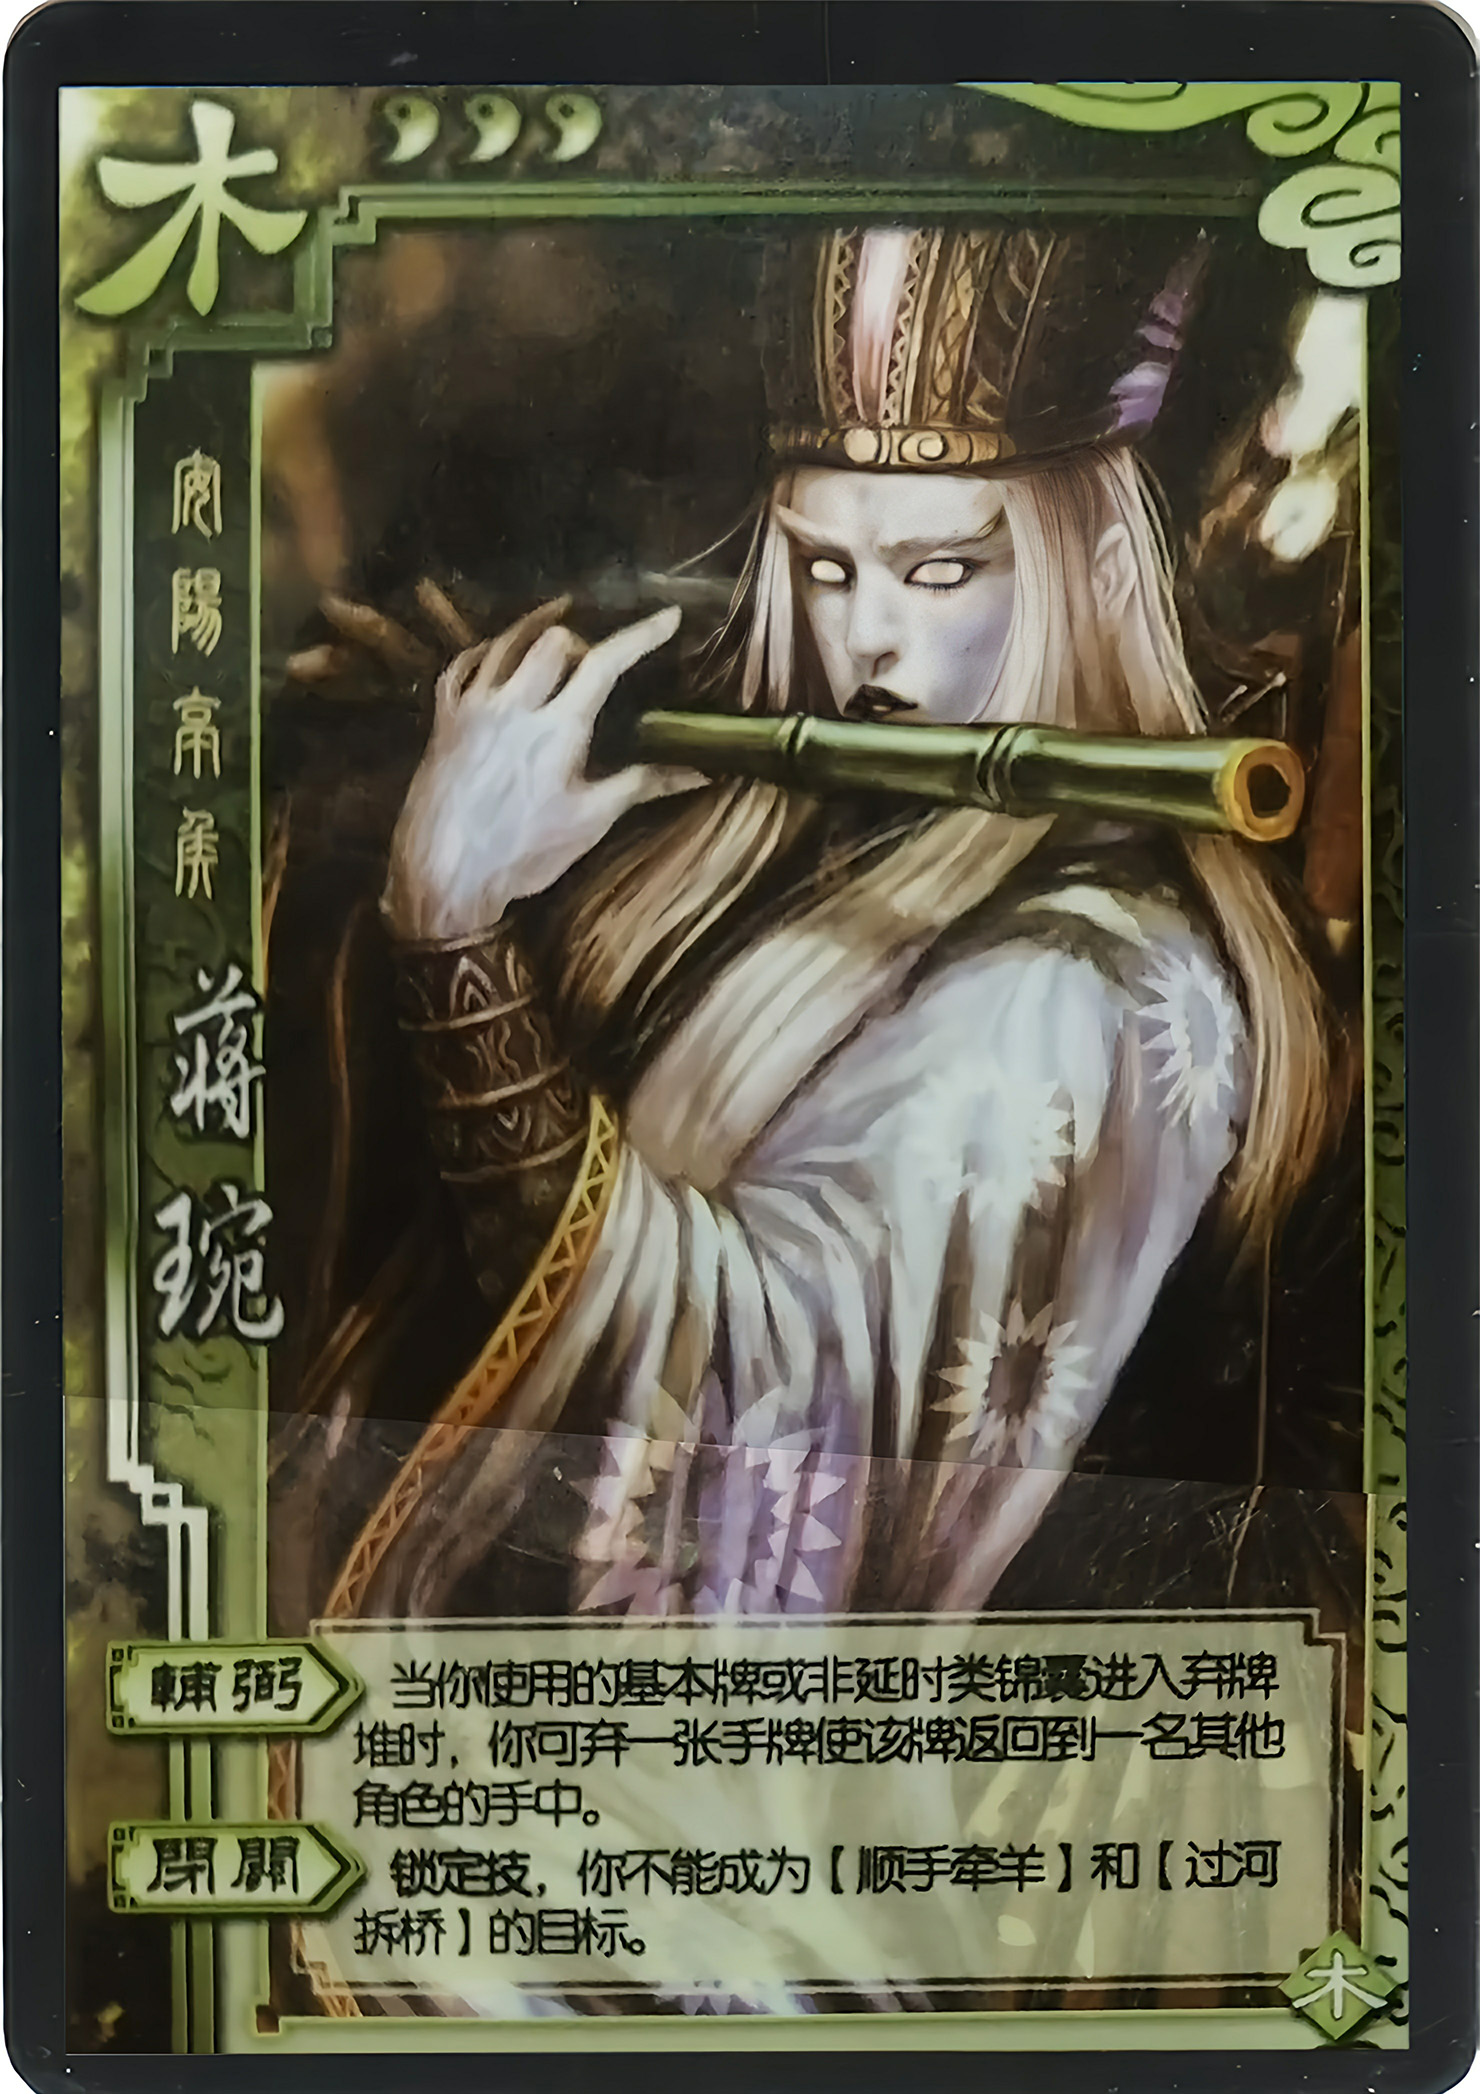 木
安陽亭侯
蔣琬
輔弼
当你使用的基本牌或非延时类锦囊进入弃牌
堆时，你可弃一张手牌使该牌返回到一名其他
角色的手中。
閉關
锁定技，你不能成为【顺手牵羊】和【过河
拆桥】的目标。
木